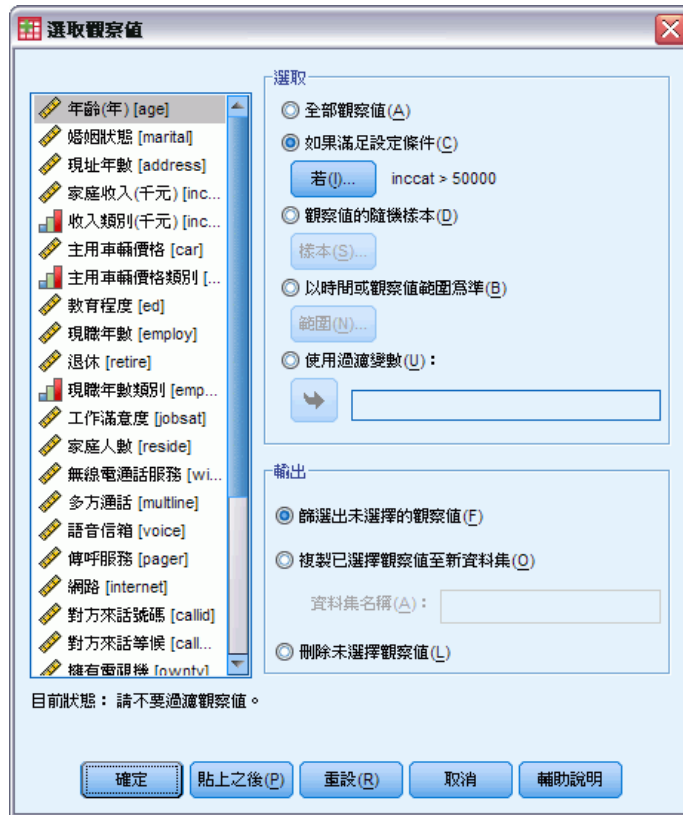 選取觀察值
年齡(年) [age]
婚姻狀態 [marital]
現址年數 [address]
家庭收入(千元) [inc...
收入類別(千元) [inc...
主用車輛價格 [car]
主用車輛價格類別 [...
教育程度 [ed]
現職年數 [employ]
退休 [retire]
現職年數類別 [emp...
工作滿意度 [jobsat]
家庭人數 [reside]
無線電通話服務 [wi...
多方通話 [multline]
語音信箱 [voice]
傳呼服務 [pager]
網路 [internet]
對方來話號碼 [callid]
對方來話等候 [call...
擁有電視機 [owntv]
選取
全部觀察值(A)
如果滿足設定條件(C)
若(I)... inccat > 50000
觀察值的隨機樣本(D)
樣本(S)...
以時間或觀察值範圍為準(B)
範圍(N)...
使用過濾變數(U)：
輸出
篩選出未選擇的觀察值(F)
複製已選擇觀察值至新資料集(O)
資料集名稱(A)：
刪除未選擇觀察值(L)
目前狀態：請不要過濾觀察值。
確定 貼上之後(P) 重設(R) 取消 輔助說明